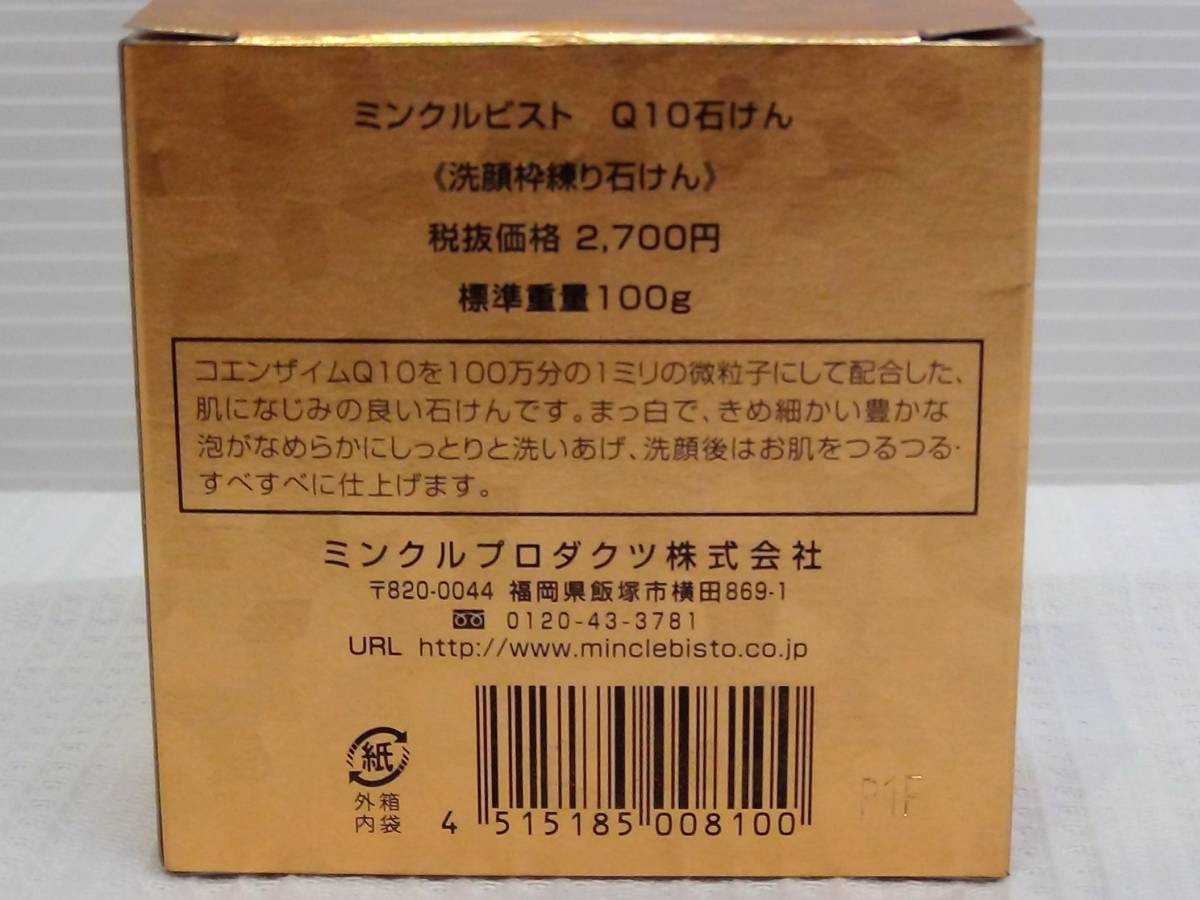 ミンクルビスト Q10石けん
《洗顔枠練り石けん》
税抜価格 2,700円
標準重量100g
コエンザイムQ10を100万分の1ミリの微粒子にして配合した、
肌になじみの良い石けんです。まっ白で、きめ細かい豊かな
泡がなめらかにしっとりと洗いあげ、洗顔後はお肌をつるつる・
すべすべに仕上げます。
ミンクルプロダクツ株式会社
〒820-0044 福岡県飯塚市横田869-1
0120-43-3781
URL http://www.minclebisto.co.jp
紙
外箱
内袋
4 515185 008100
P1F